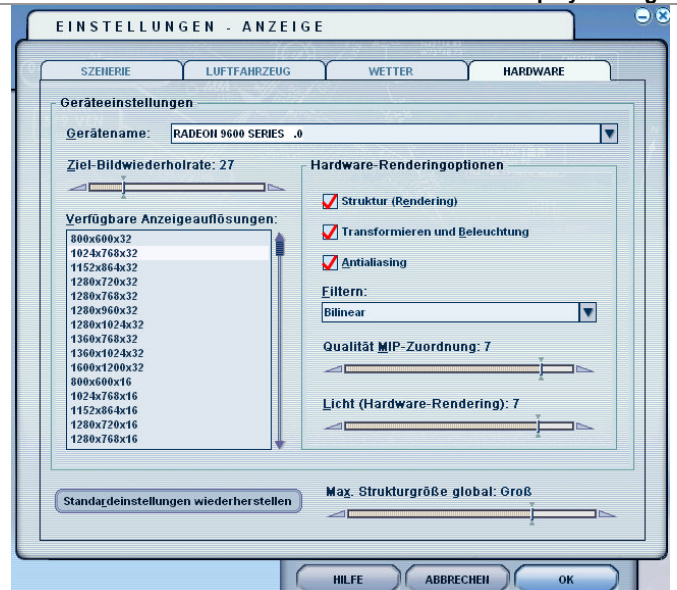 EINSTELLUNGEN - ANZEIGE
SZENERIE
LUFTFAHRZEUG
WETTER
HARDWARE
Geräteeinstellungen
Gerätename: RADEON 9600 SERIES .0
Ziel-Bildwiederholrate: 27
Verfügbare Anzeigeauflösungen:
800x600x32
1024x768x32
1152x864x32
1280x720x32
1280x768x32
1280x960x32
1280x1024x32
1360x768x32
1360x1024x32
1600x1200x32
800x600x16
1024x768x16
1152x864x16
1280x720x16
1280x768x16
Hardware-Renderingoptionen
Struktur (Rendering)
Transformieren und Beleuchtung
Antialiasing
Filtern:
Bilinear
Qualität MIP-Zuordnung: 7
Licht (Hardware-Rendering): 7
Standardeinstellungen wiederherstellen
Max. Strukturgröße global: Groß
HILFE
ABBRECHEN
OK